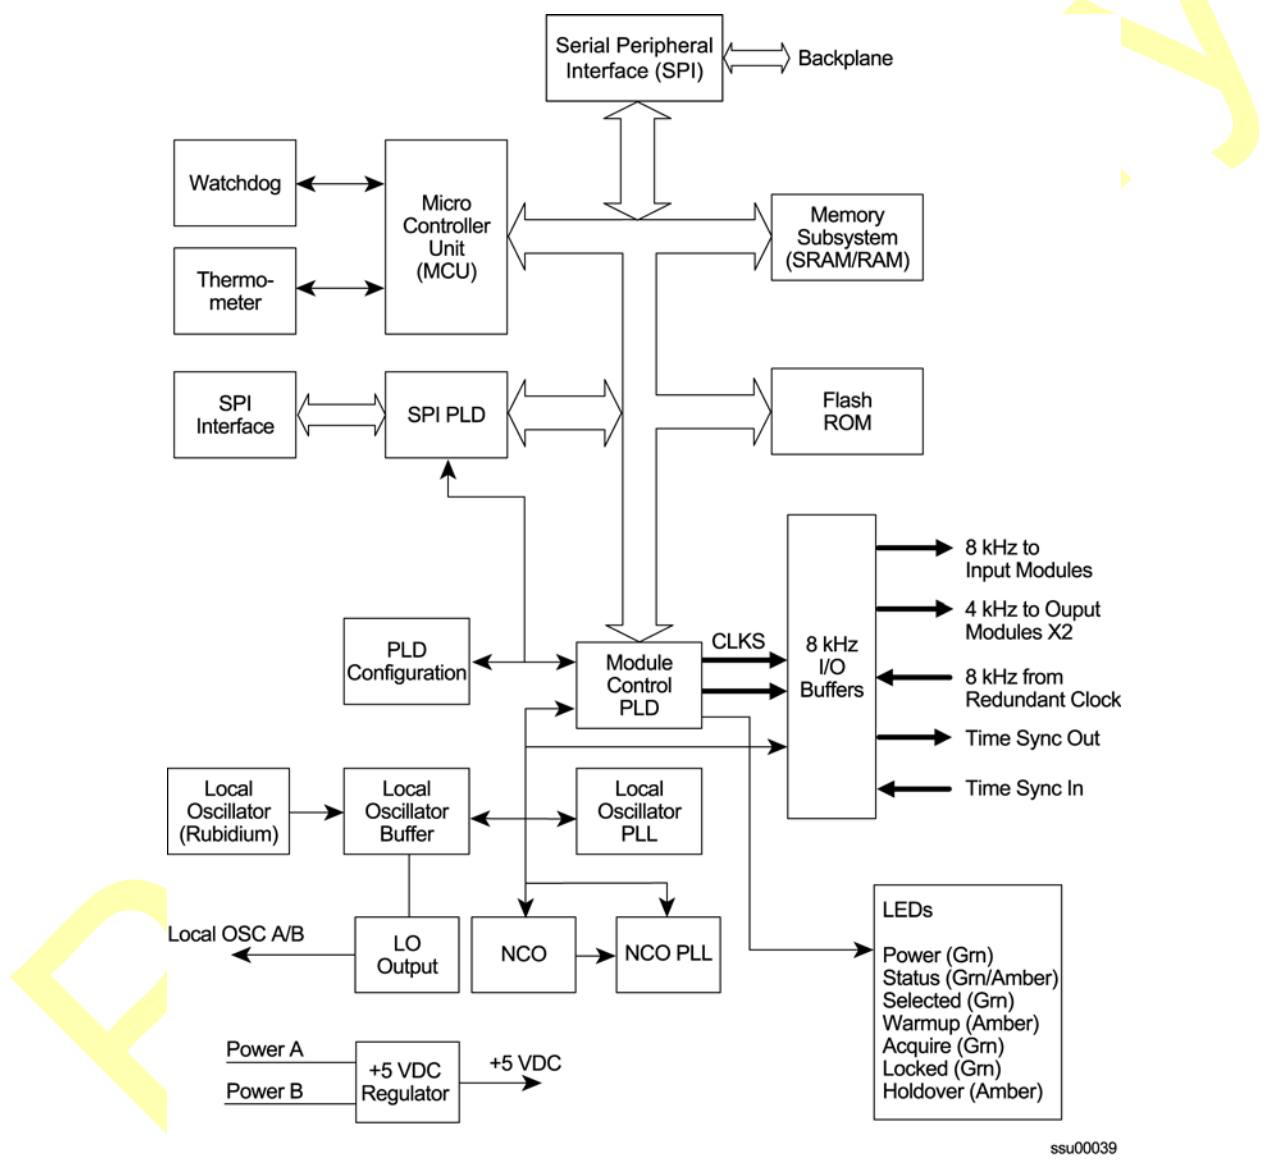 Serial Peripheral
Interface (SPI)
Backplane
Watchdog
Micro
Controller
Unit
(MCU)
Memory
Subsystem
(SRAM/RAM)
Thermo-
meter
SPI
Interface
SPI PLD
Flash
ROM
8 kHz to
Input Modules
4 kHz to Ouput
Modules X2
8 kHz
I/O
Buffers
8 kHz from
Redundant Clock
Time Sync Out
Time Sync In
PLD
Configuration
CLKS
Module
Control
PLD
Local
Oscillator
(Rubidium)
Local
Oscillator
Buffer
Local
Oscillator
PLL
Local OSC A/B
LO
Output
NCO
NCO PLL
LEDs
Power (Grn)
Status (Grn/Amber)
Selected (Grn)
Warmup (Amber)
Acquire (Grn)
Locked (Grn)
Holdover (Amber)
Power A
Power B
+5 VDC
Regulator
+5 VDC
ssu00039